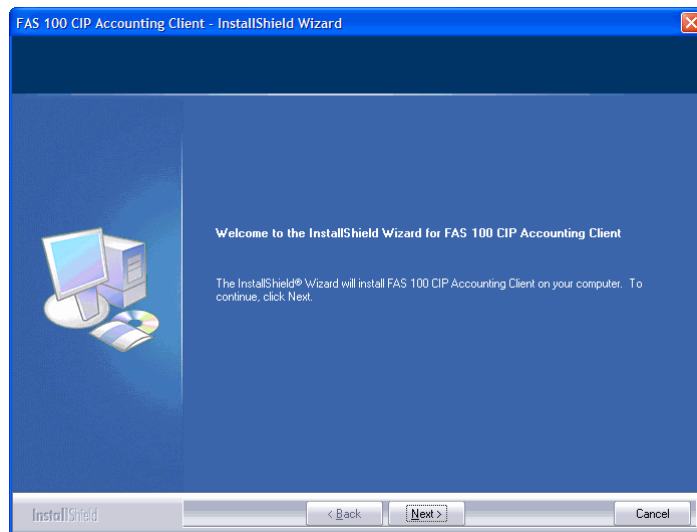 FAS 100 CIP Accounting Client - InstallShield Wizard
Welcome to the InstallShield Wizard for FAS 100 CIP Accounting Client
The InstallShield® Wizard will install FAS 100 CIP Accounting Client on your computer. To
continue, click Next.
InstallShield
< Back
Next >
Cancel